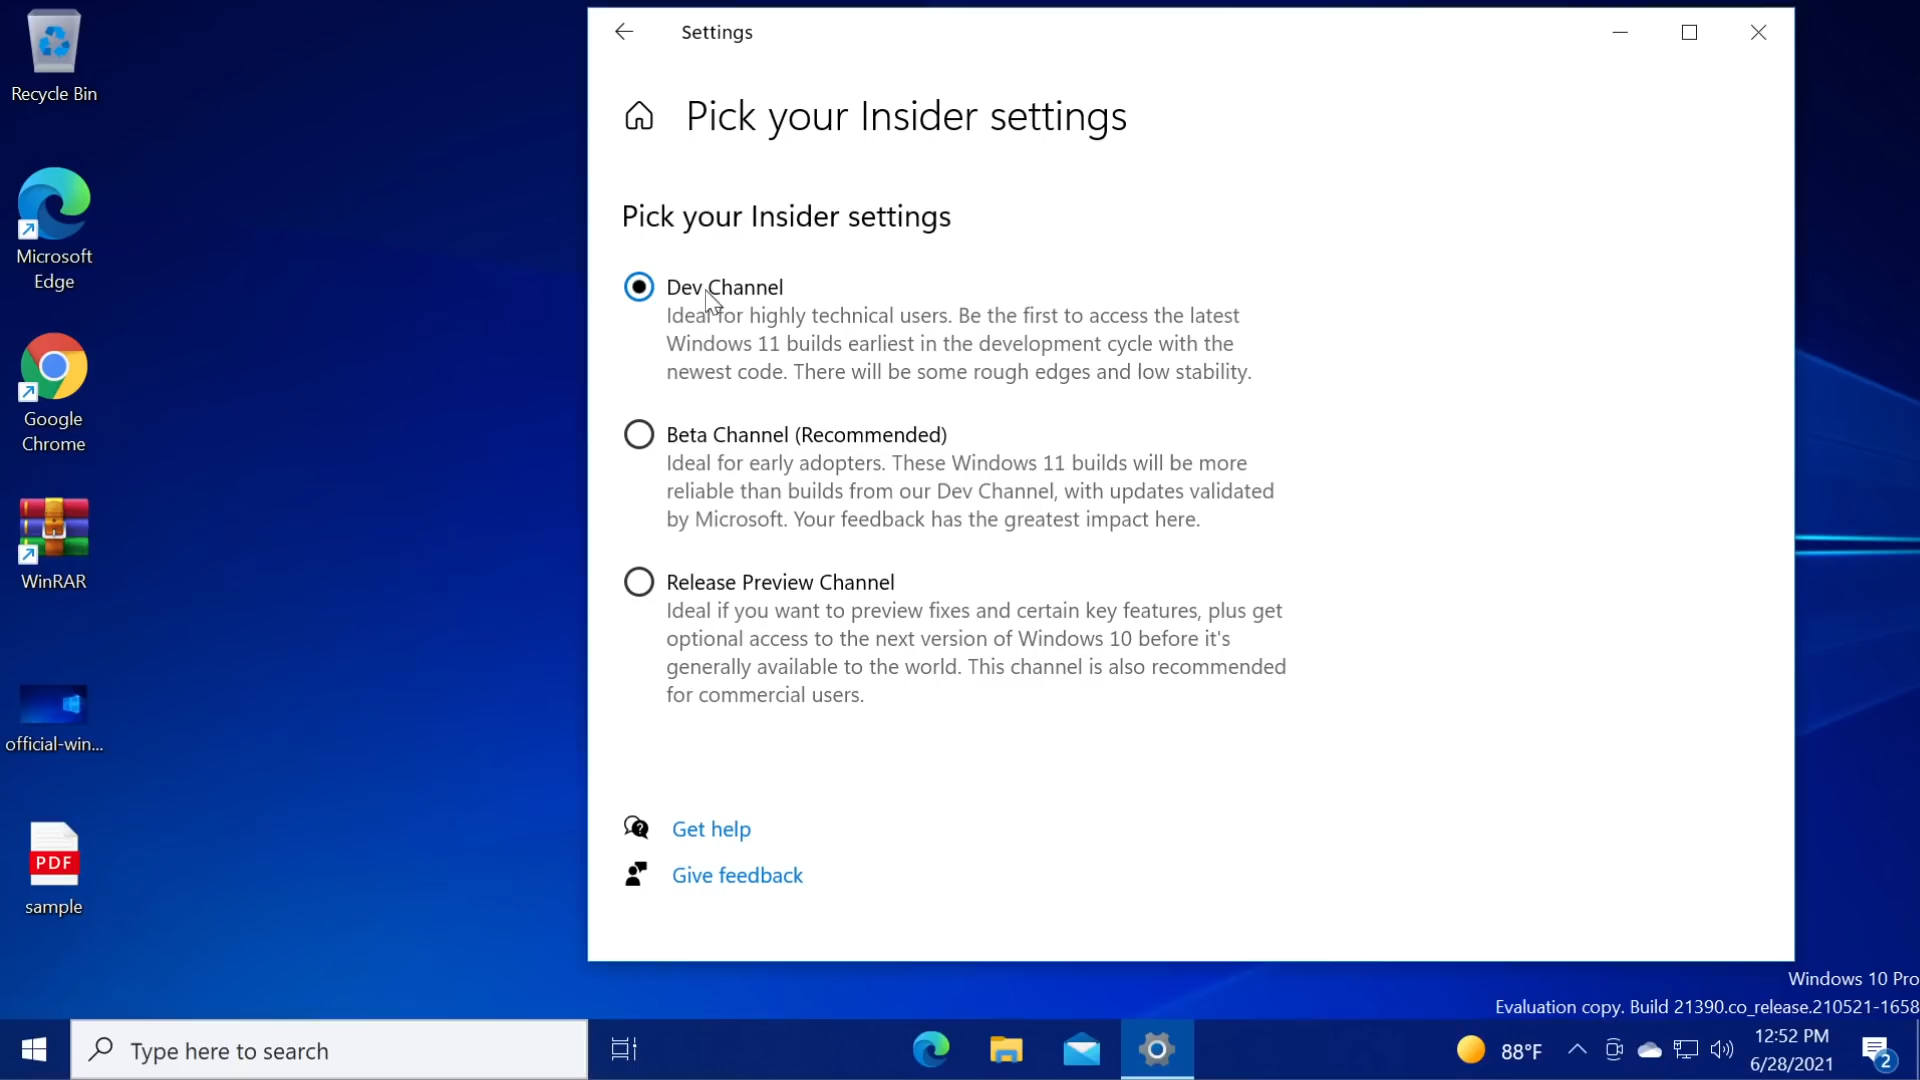 Settings
Pick your Insider settings
Pick your Insider settings
Dev Channel
Ideal for highly technical users. Be the first to access the latest
Windows 11 builds earliest in the development cycle with the
newest code. There will be some rough edges and low stability.
Beta Channel (Recommended)
Ideal for early adopters. These Windows 11 builds will be more
reliable than builds from our Dev Channel, with updates validated
by Microsoft. Your feedback has the greatest impact here.
Release Preview Channel
Ideal if you want to preview fixes and certain key features, plus get
optional access to the next version of Windows 10 before it's
generally available to the world. This channel is also recommended
for commercial users.
Get help
Give feedback
Recycle Bin
Microsoft
Edge
Google
Chrome
WinRAR
official-win...
PDF
sample
Windows 10 Pro
Evaluation copy. Build 21390.co_release.210521-1658
Type here to search
88°F
12:52 PM
6/28/2021
2